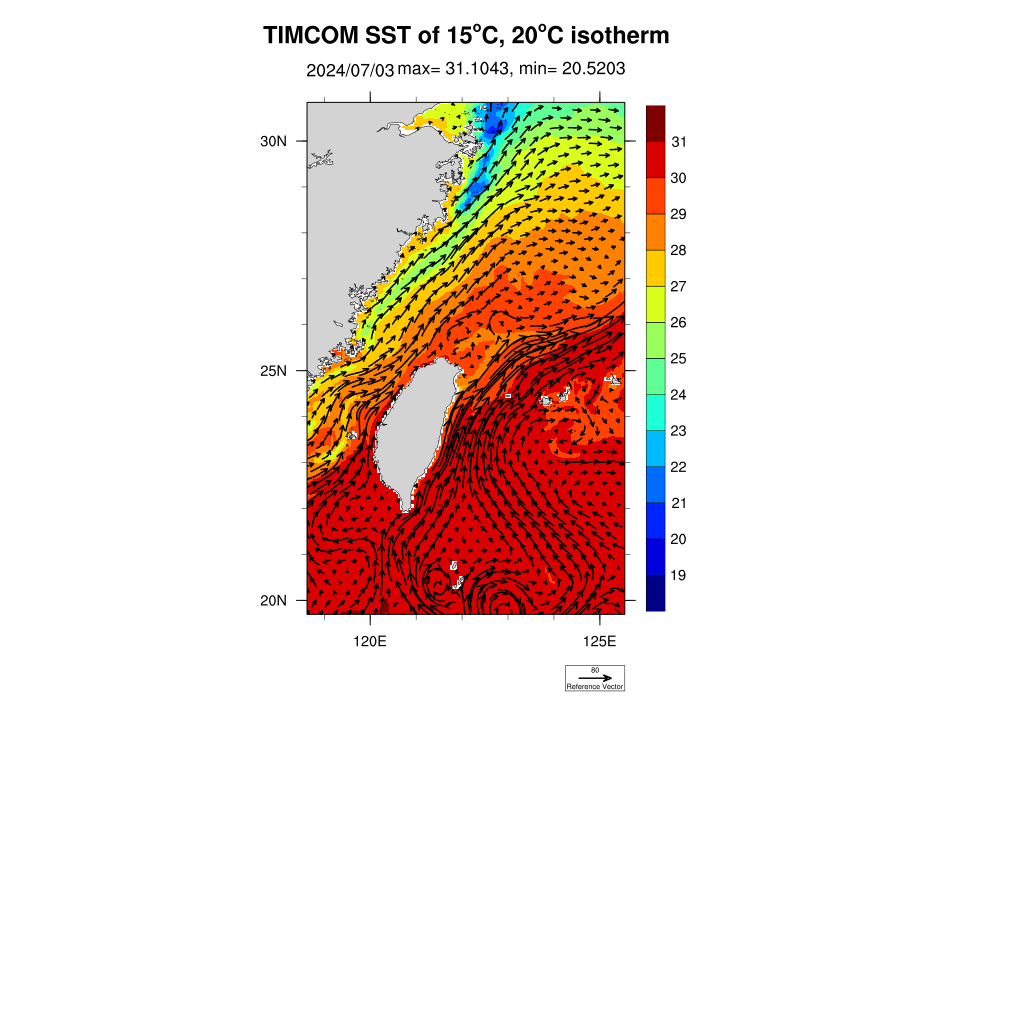 TIMCOM SST of 15°C, 20°C isotherm
2024/07/03 max= 31.1043, min= 20.5203
30N
25N
20N
120E
125E
31
30
29
28
27
26
25
24
23
22
21
20
19
80
Reference Vector